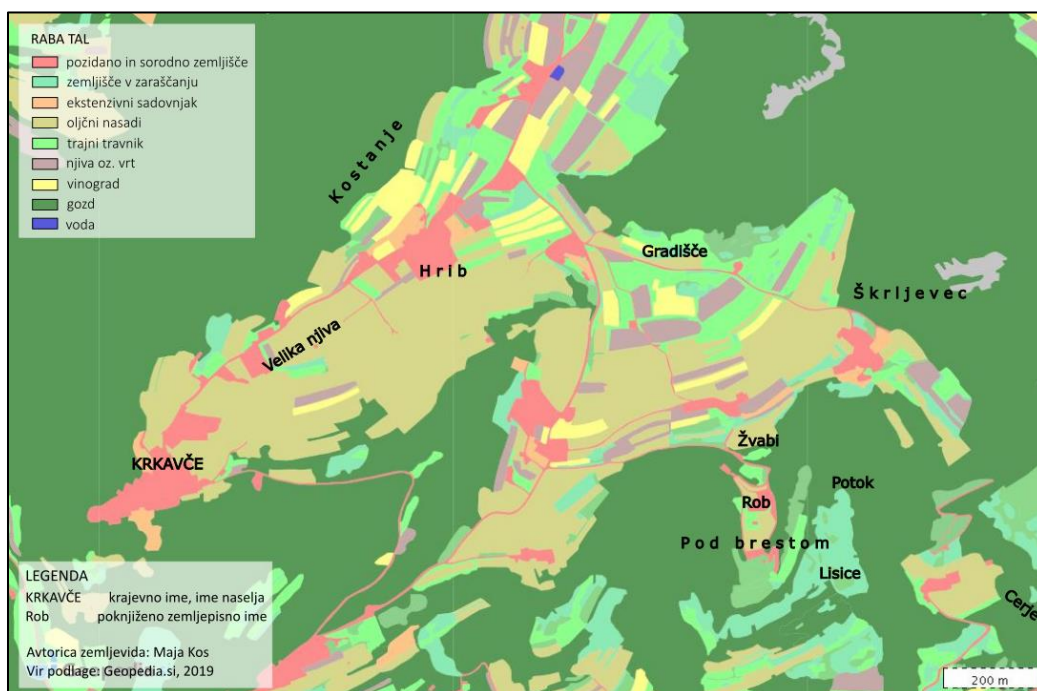 RABA TAL
pozidano in sorodno zemljišče
zemljišče v zaraščanju
ekstenzivni sadovnjak
oljčni nasadi
trajni travnik
njiva oz. vrt
vinograd
gozd
voda
Kostanje
Hrib
Gradišče
Škrljevec
Velika njiva
KRKAVČE
Žvabi
Potok
Rob
Pod brestom
Lisice
Cerje
LEGENDA
KRKAVČE krajevno ime, ime naselja
Rob poknjiženo zemljepisno ime
Avtorica zemljevida: Maja Kos
Vir podlage: Geopedia.si, 2019
200 m